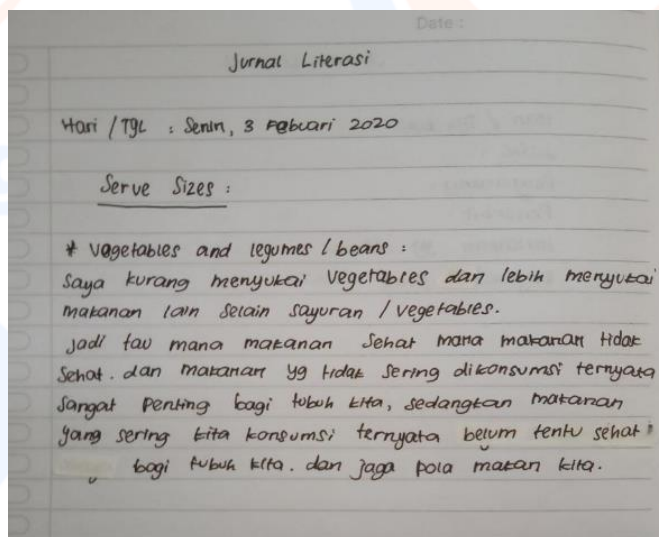 Date :
Jurnal Literasi
Hari / Tgl : Senin, 3 Febuari 2020
Serve Sizes :
* vegetables and legumes / beans :
Saya kurang menyukai vegetables dan lebih menyukai
makanan lain selain sayuran / vegetables.
Jadi tau mana makanan sehat mana makanan tidak
sehat. dan makanan yg tidak sering dikonsumsi ternyata
sangat penting bagi tubuh kita, sedangkan makanan
yang sering kita konsumsi ternyata belum tentu sehat
bagi tubuh kita. dan jaga pola makan kita.